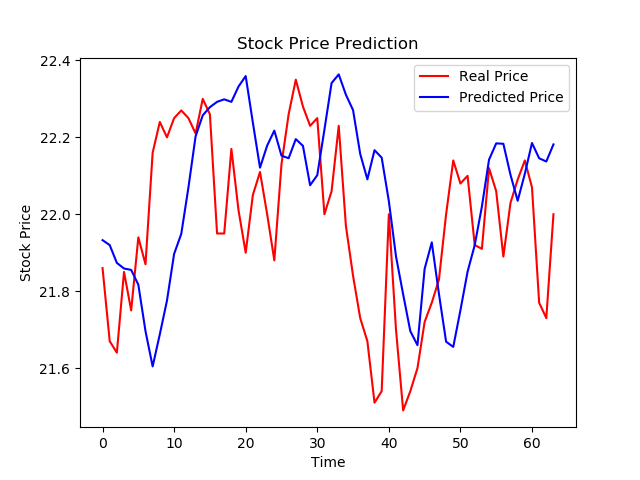 Stock Price Prediction
Real Price
Predicted Price
Stock Price
22.4
22.2
22.0
21.8
21.6
0 10 20 30 40 50 60
Time